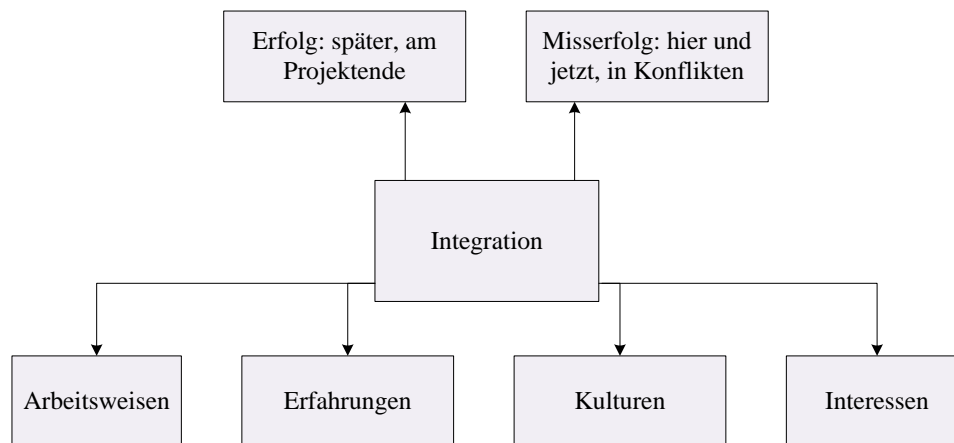 Erfolg: später, am
Projektende
Misserfolg: hier und
jetzt, in Konflikten
Integration
Arbeitsweisen
Erfahrungen
Kulturen
Interessen